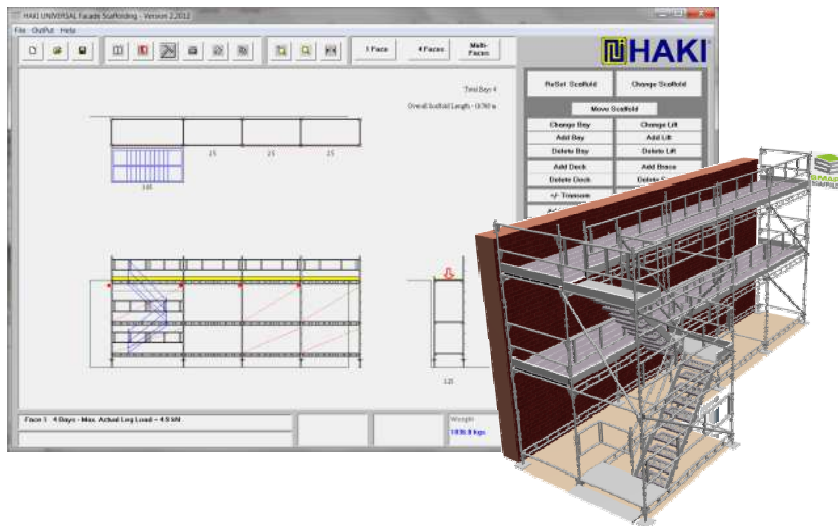 HAKI UNIVERSAL Facade Scaffolding - Version 2,2012
File OutPut Help
1 Face
4 Faces
Multi-Faces
HAKI
Total Bays 4
ReSet Scaffold
Change Scaffold
Move Scaffold
Change Bay
Change Lift
Add Bay
Add Lift
Delete Bay
Delete Lift
Add Deck
Add Brace
Delete Deck
+/- Transom
2.5
2.5
2.5
3.05
Face 1 4 Bays - Max. Actual Leg Load = 4.9 kN
Weight